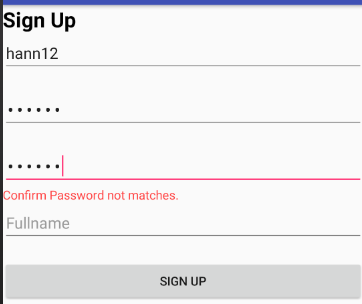 Sign Up
hann12
••••••
••••••
Confirm Password not matches.
Fullname
SIGN UP